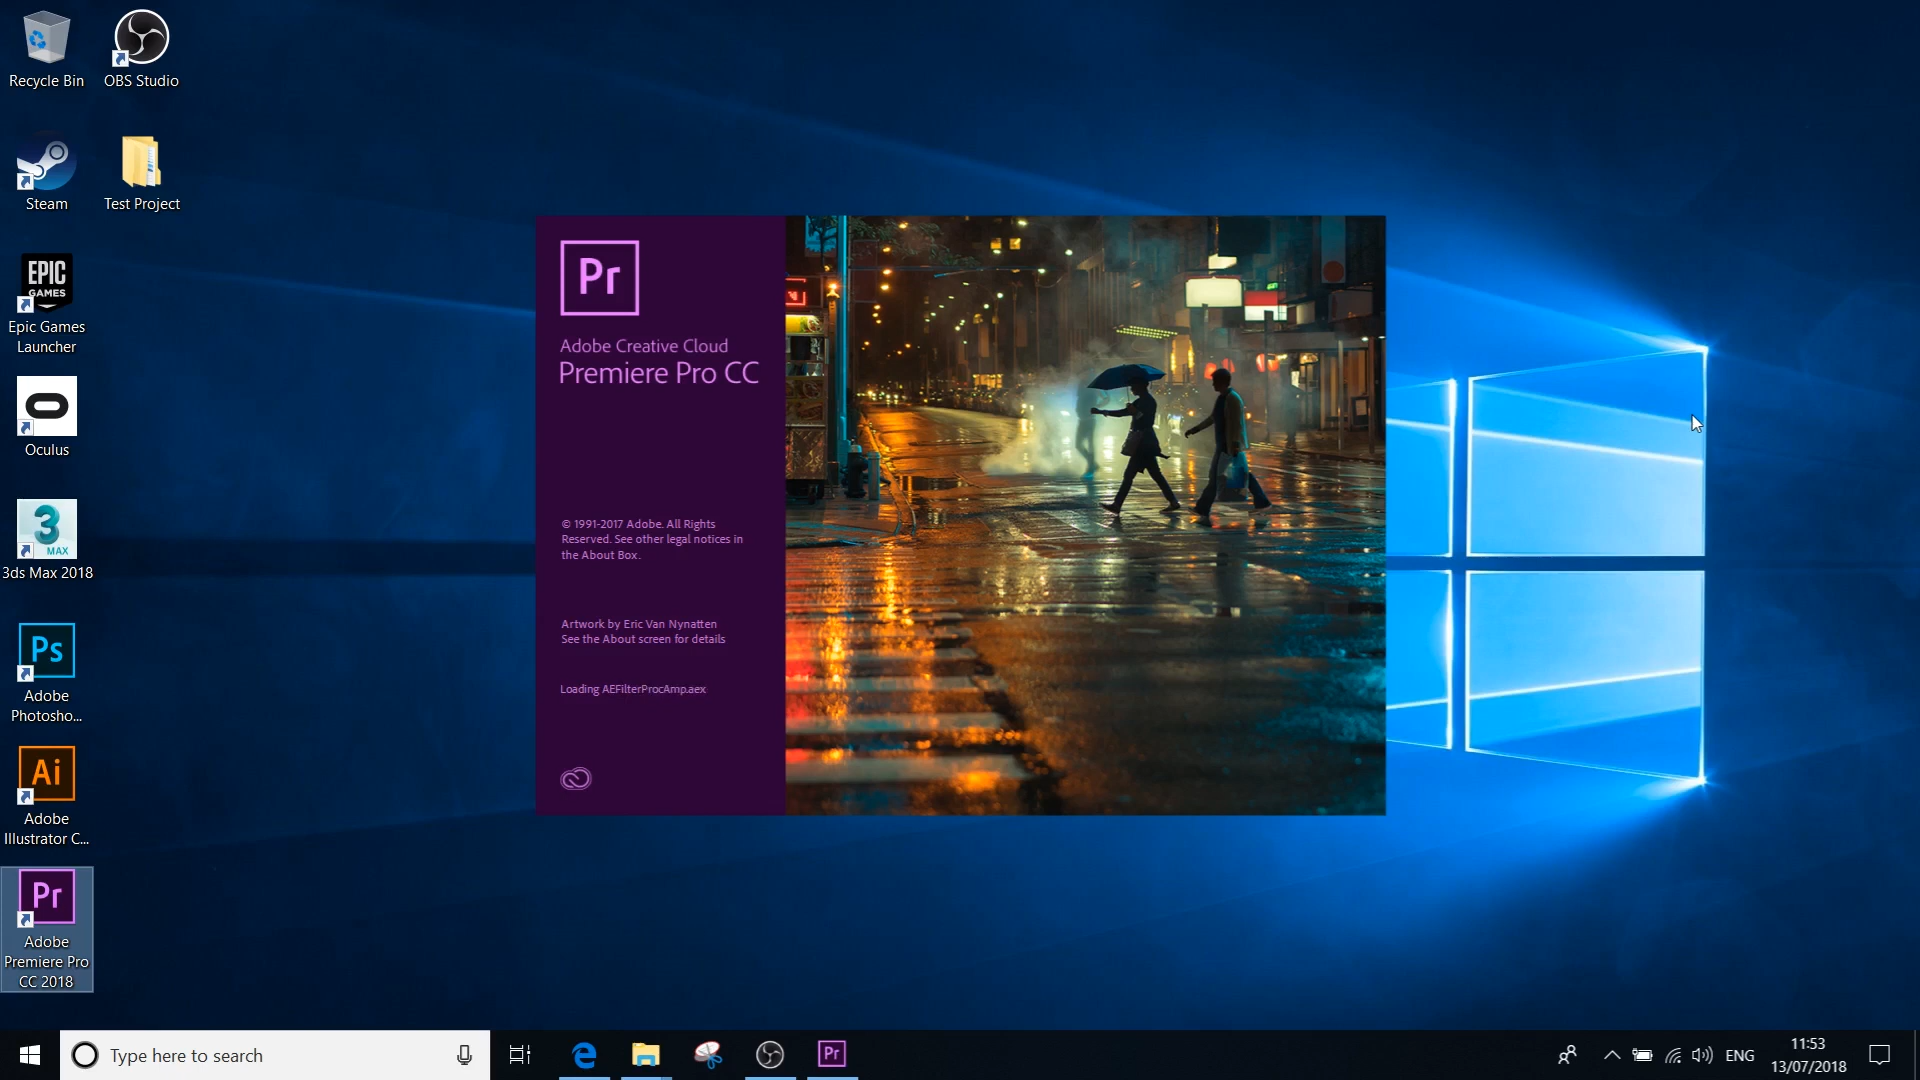 Recycle Bin
OBS Studio
Steam
Test Project
EPIC
GAMES
Epic Games
Launcher
Oculus
3
MAX
3ds Max 2018
Ps
Adobe
Photosho...
Ai
Adobe
Illustrator C...
Pr
Adobe
Premiere Pro
CC 2018
Pr
Adobe Creative Cloud
Premiere Pro CC
© 1991-2017 Adobe. All Rights
Reserved. See other legal notices in
the About Box.
Artwork by Eric Van Nynatten
See the About screen for details
Loading AEFilterProcAmp.aex
Type here to search
Pr
ENG
11:53
13/07/2018